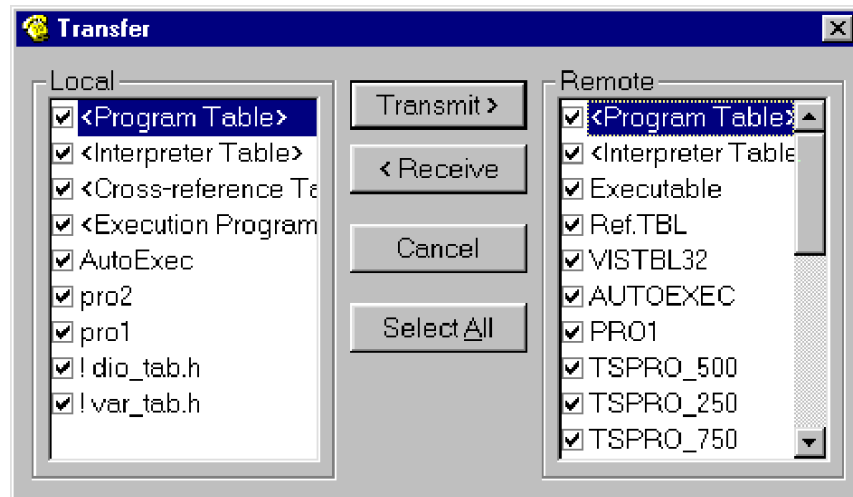 Transfer
Local
<Program Table>
<Interpreter Table>
<Cross-reference Ta
<Execution Program
AutoExec
pro2
pro1
! dio_tab.h
! var_tab.h
Transmit >
< Receive
Cancel
Select All
Remote
<Program Table>
<Interpreter Table
Executable
Ref.TBL
VISTBL32
AUTOEXEC
PRO1
TSPRO_500
TSPRO_250
TSPRO_750